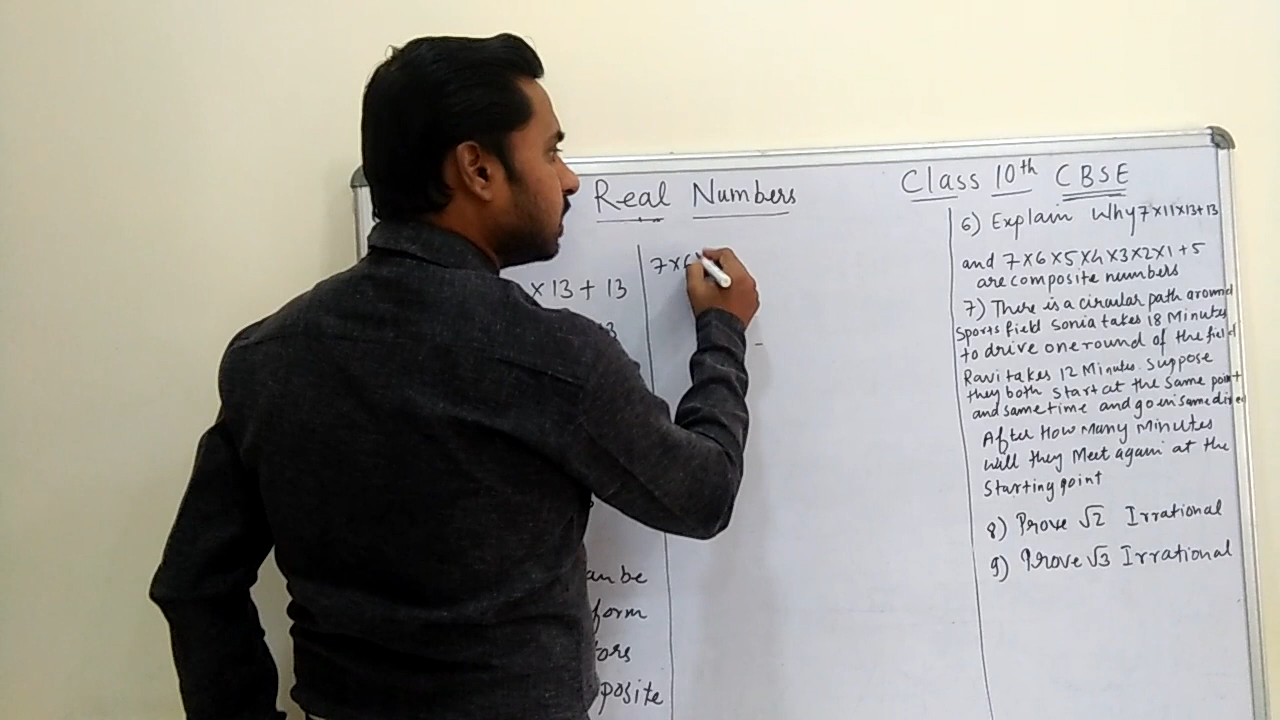 Real Numbers
Class 10th CBSE
× 13 + 13
7×6
form
posite
6) Explain Why 7×11×13+13
and 7×6×5×4×3×2×1+5
are composite numbers
7) There is a circular path around
Sports field Sonia takes 18 Minutes
to drive one round of the field
Ravi takes 12 Minutes. Suppose
they both start at the same point
and same time and go in same direc
After How Many Minutes
will they Meet again at the
Starting point
8) Prove √2 Irrational
9) Prove √3 Irrational